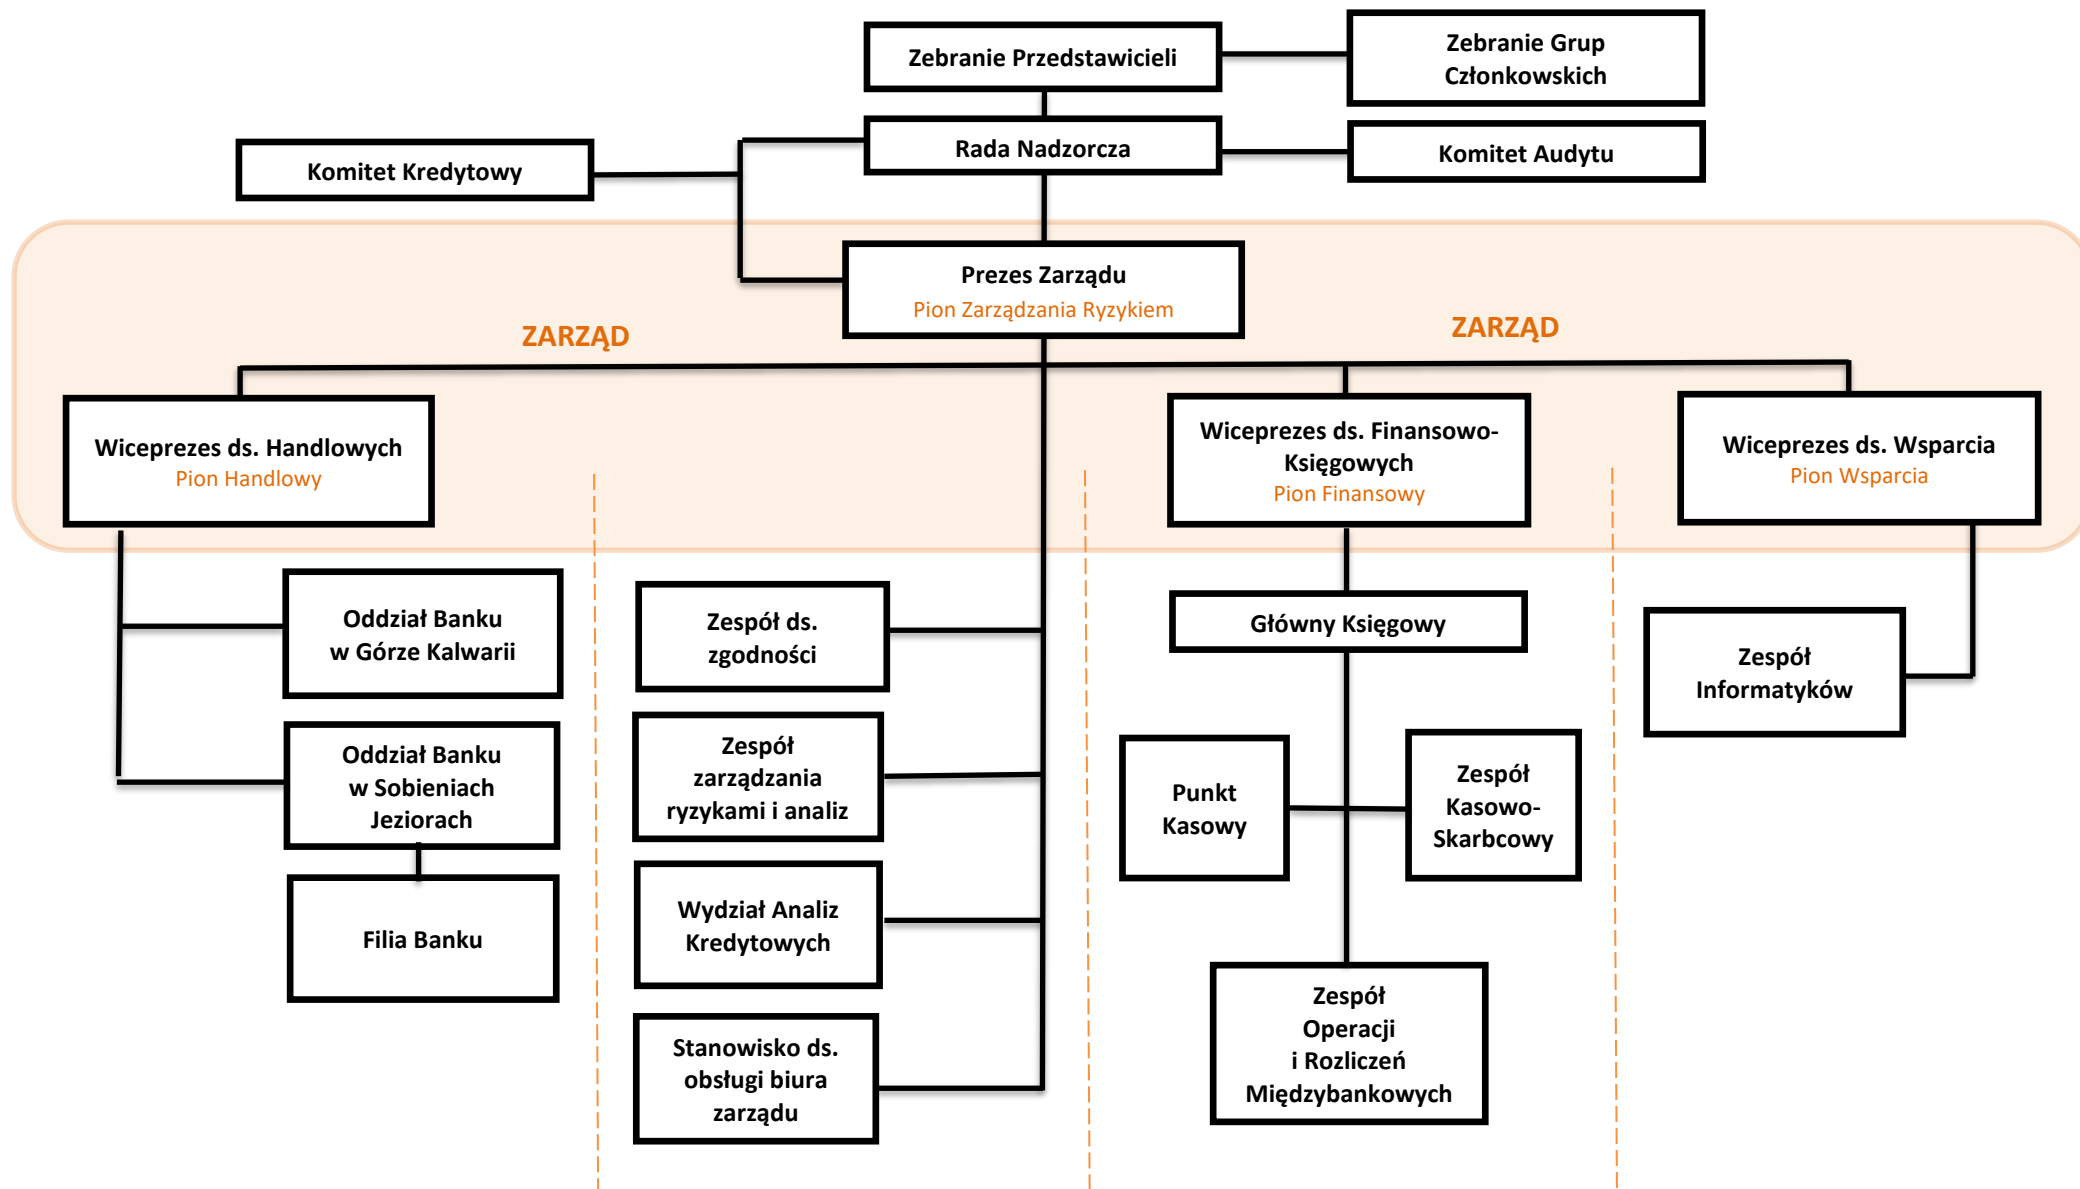 Zebranie Przedstawicieli
Zebranie Grup
Członkowskich
Rada Nadzorcza
Komitet Audytu
Komitet Kredytowy
Prezes Zarządu
Pion Zarządzania Ryzykiem
ZARZĄD
ZARZĄD
Wiceprezes ds. Handlowych
Pion Handlowy
Wiceprezes ds. Finansowo-
Księgowych
Pion Finansowy
Wiceprezes ds. Wsparcia
Pion Wsparcia
Oddział Banku
w Górze Kalwarii
Oddział Banku
w Sobieniach
Jeziorach
Filia Banku
Zespół ds.
zgodności
Zespół
zarządzania
ryzykami i analiz
Wydział Analiz
Kredytowych
Stanowisko ds.
obsługi biura
zarządu
Główny Księgowy
Punkt
Kasowy
Zespół
Kasowo-
Skarbcowy
Zespół
Operacji
i Rozliczeń
Międzybankowych
Zespół
Informatyków